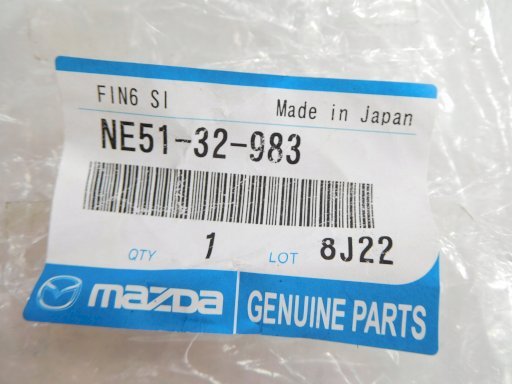 FIN6 SI
Made in Japan
NE51-32-983
QTY 1 LOT 8J22
mazda GENUINE PARTS